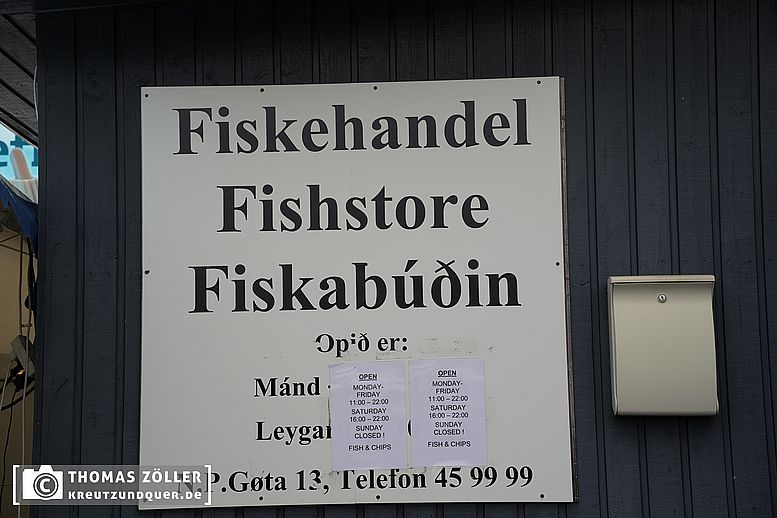 Fiskehandel
Fishstore
Fiskabúðin
Opið er:
Mánd
Leygar
OPEN
MONDAY-
FRIDAY
11:00 – 22:00
SATURDAY
16:00 – 22:00
SUNDAY
CLOSED !
FISH & CHIPS
OPEN
MONDAY-
FRIDAY
11:00 – 22:00
SATURDAY
16:00 – 22:00
SUNDAY
CLOSED !
FISH & CHIPS
N.P.Gøta 13, Telefon 45 99 99
© THOMAS ZÖLLER
KREUTZUNDQUER.DE